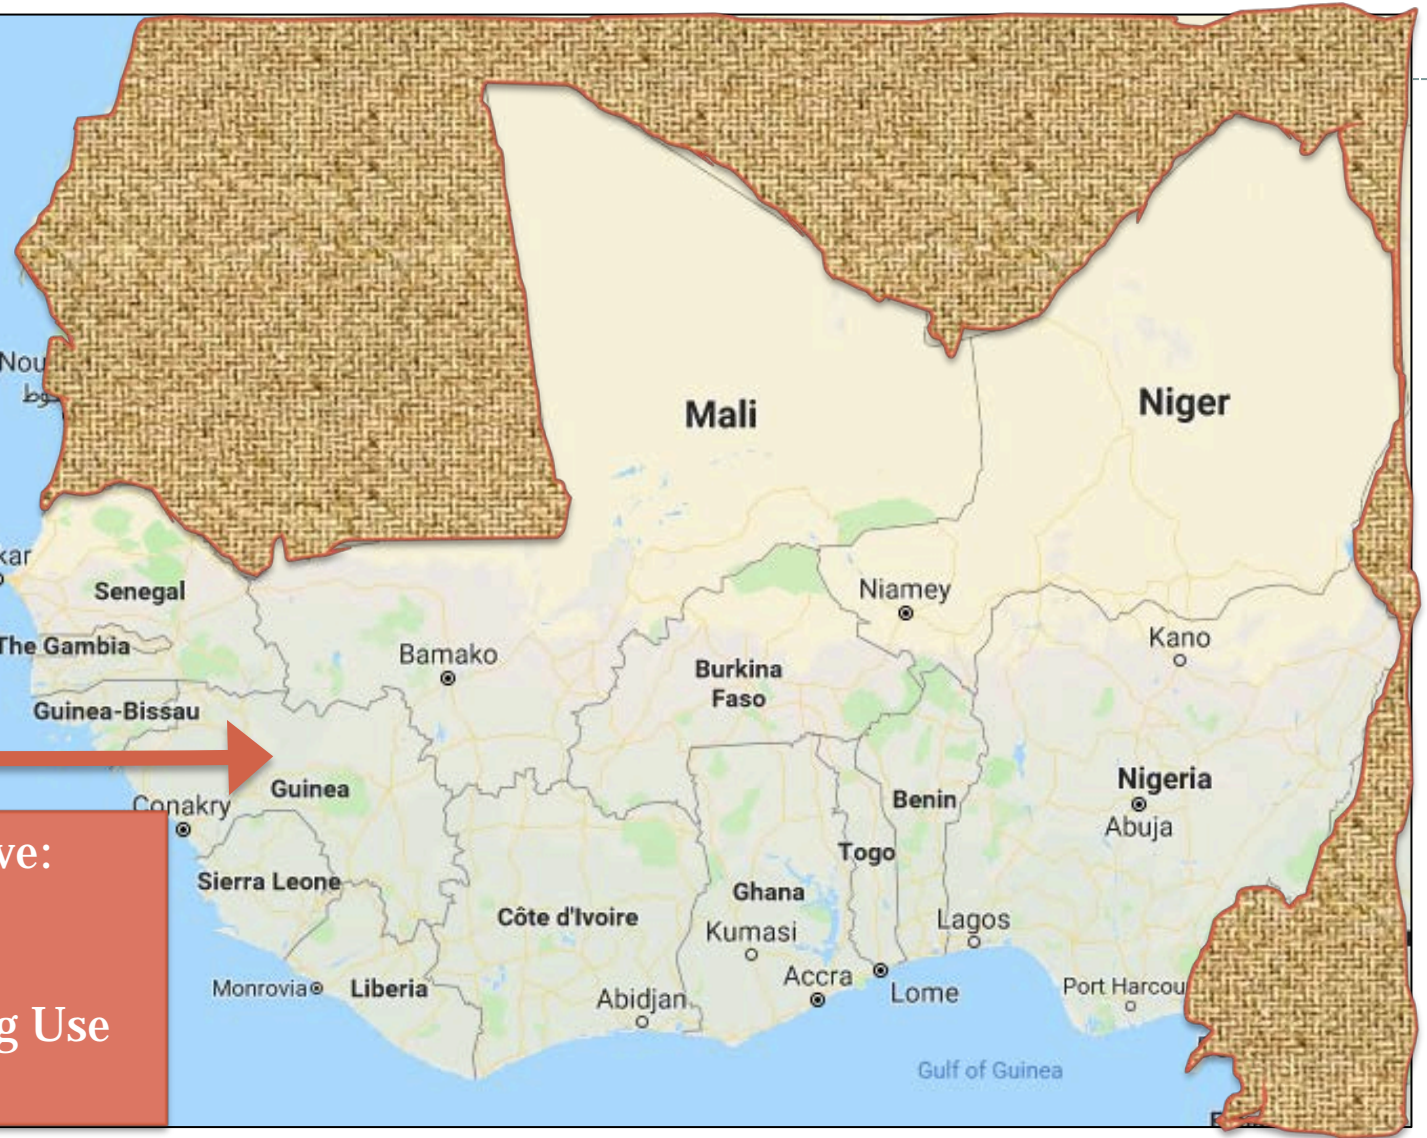 Nou
Mali
Niger
kar
Senegal
Niamey
The Gambia
Bamako
Kano
Burkina
Faso
Guinea-Bissau
Guinea
Nigeria
Conakry
Abuja
Benin
ve:
Togo
Sierra Leone
Ghana
Côte d'Ivoire
Kumasi
Lagos
Monrovia
Liberia
Abidjan
Accra
Lome
Port Harcou
g Use
Gulf of Guinea